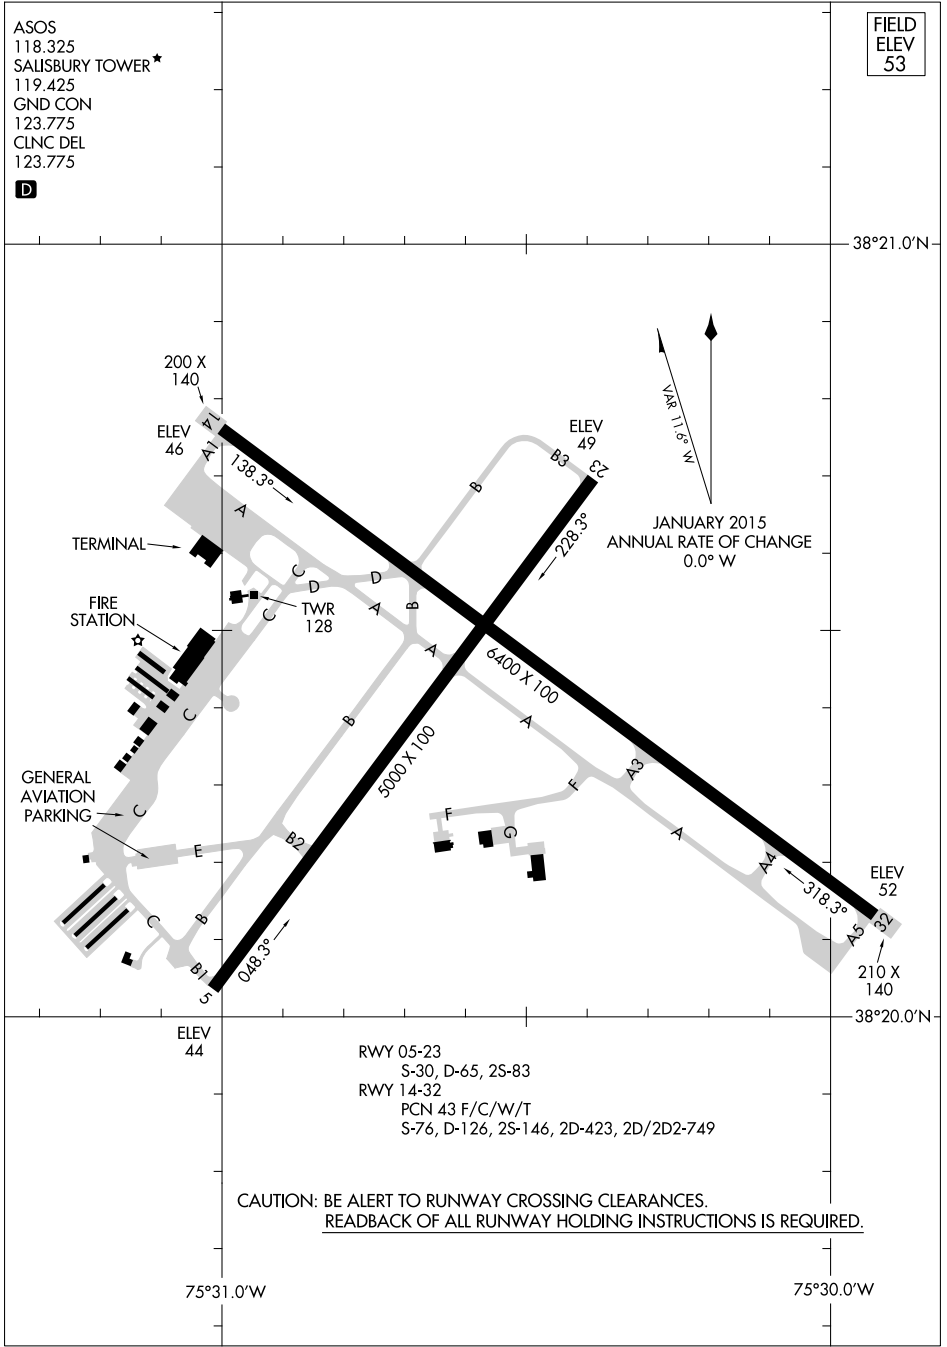 ASOS
118.325
SALISBURY TOWER★
119.425
GND CON
123.775
CLNC DEL
123.775
D
FIELD
ELEV
53
38°21.0'N
200 X
140
14
ELEV
46
A1
138.3°
A
ELEV
49
23
B3
B
228.3°
VAR 11.6° W
JANUARY 2015
ANNUAL RATE OF CHANGE
0.0° W
TERMINAL
C
D
D
C
TWR
128
A
B
A
FIRE
STATION
6400 X 100
C
B
A
5000 X 100
GENERAL
AVIATION
PARKING
C
E
B2
F
F
G
A3
A
A4
318.3°
ELEV
52
32
A5
210 X
140
C
B
B1
048.3°
5
38°20.0'N
ELEV
44
RWY 05-23
S-30, D-65, 2S-83
RWY 14-32
PCN 43 F/C/W/T
S-76, D-126, 2S-146, 2D-423, 2D/2D2-749
CAUTION: BE ALERT TO RUNWAY CROSSING CLEARANCES.
READBACK OF ALL RUNWAY HOLDING INSTRUCTIONS IS REQUIRED.
75°31.0'W
75°30.0'W